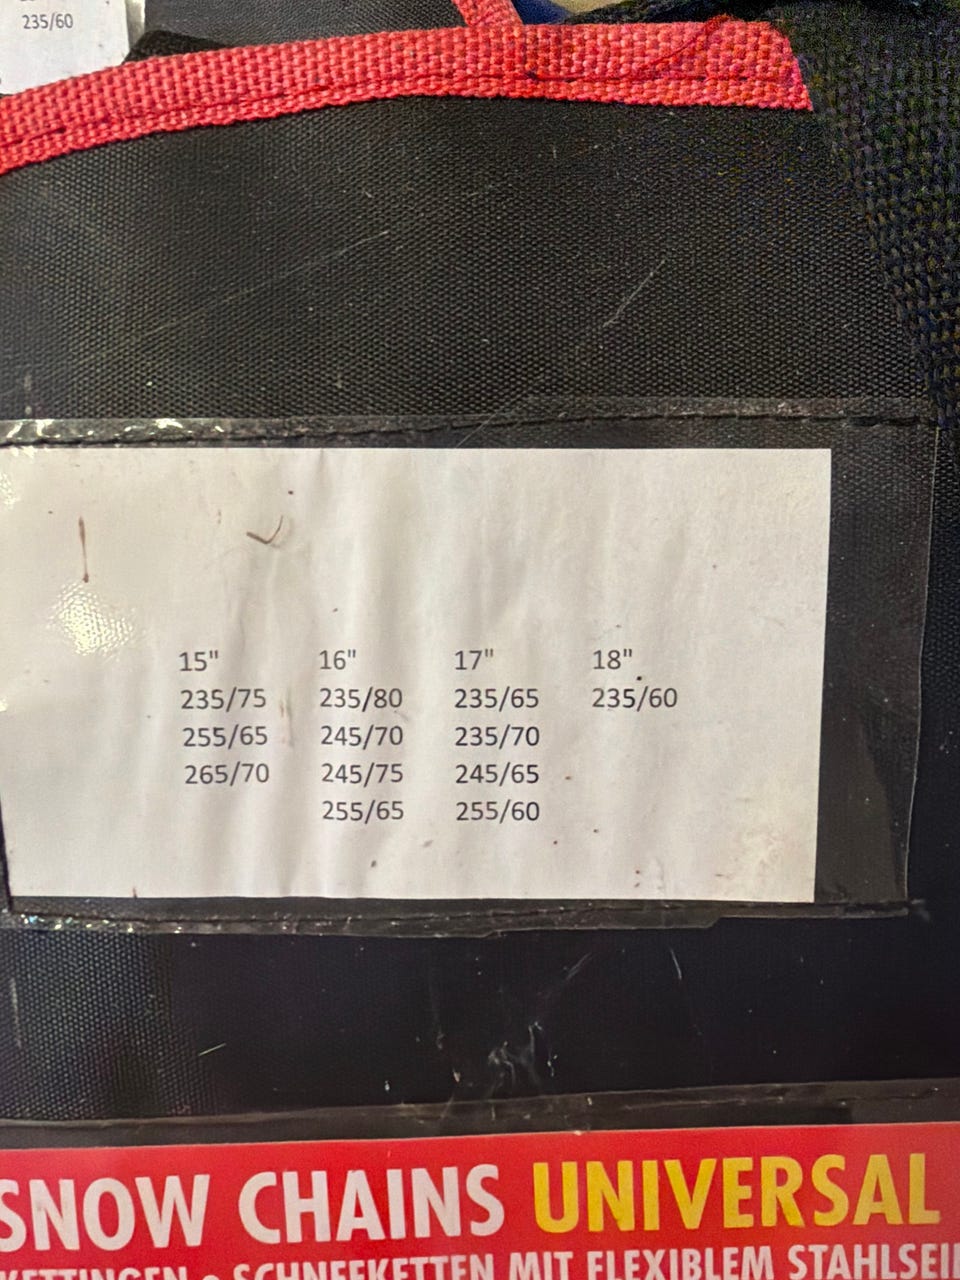 235/60
15" 16" 17" 18"
235/75 235/80 235/65 235/60
255/65 245/70 235/70
265/70 245/75 245/65
255/65 255/60
SNOW CHAINS UNIVERSAL
SCHNEEKETTEN MIT FLEXIBLEM